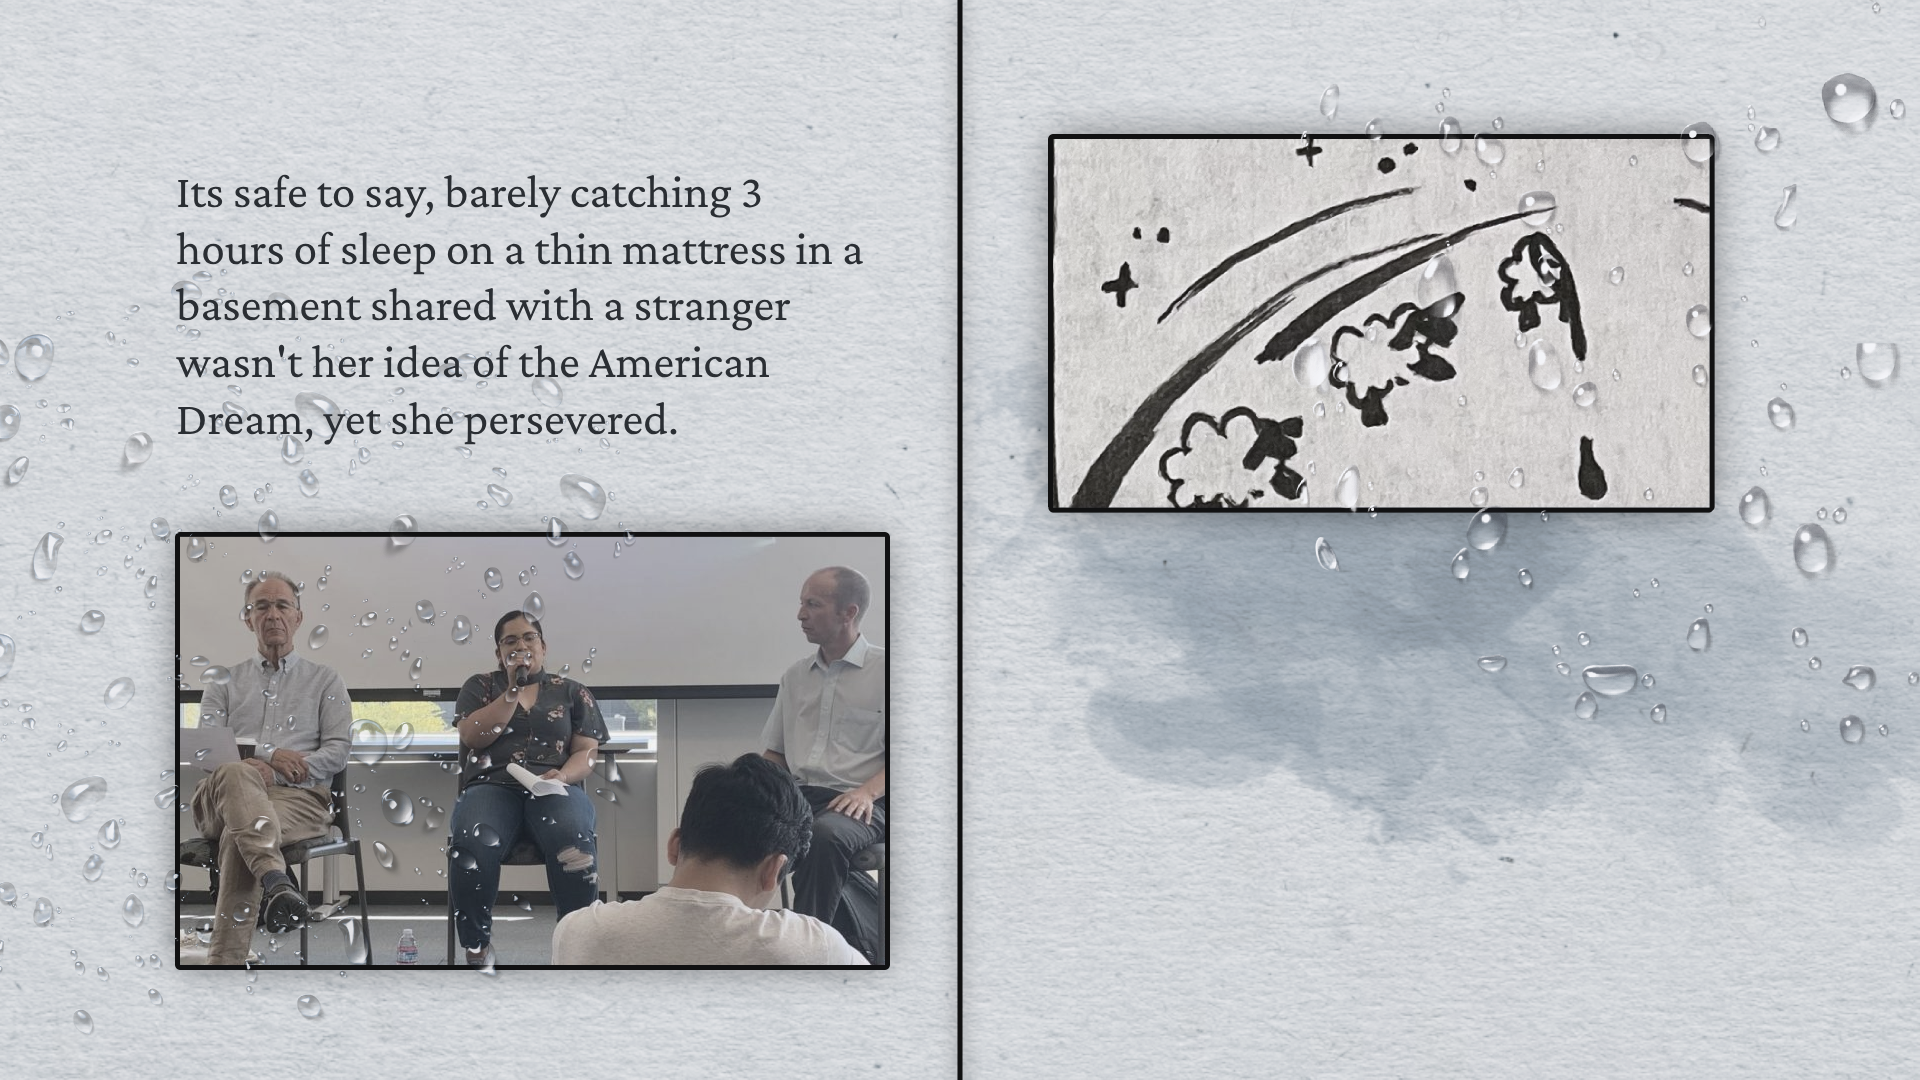 Its safe to say, barely catching 3
hours of sleep on a thin mattress in a
basement shared with a stranger
wasn't her idea of the American
Dream, yet she persevered.